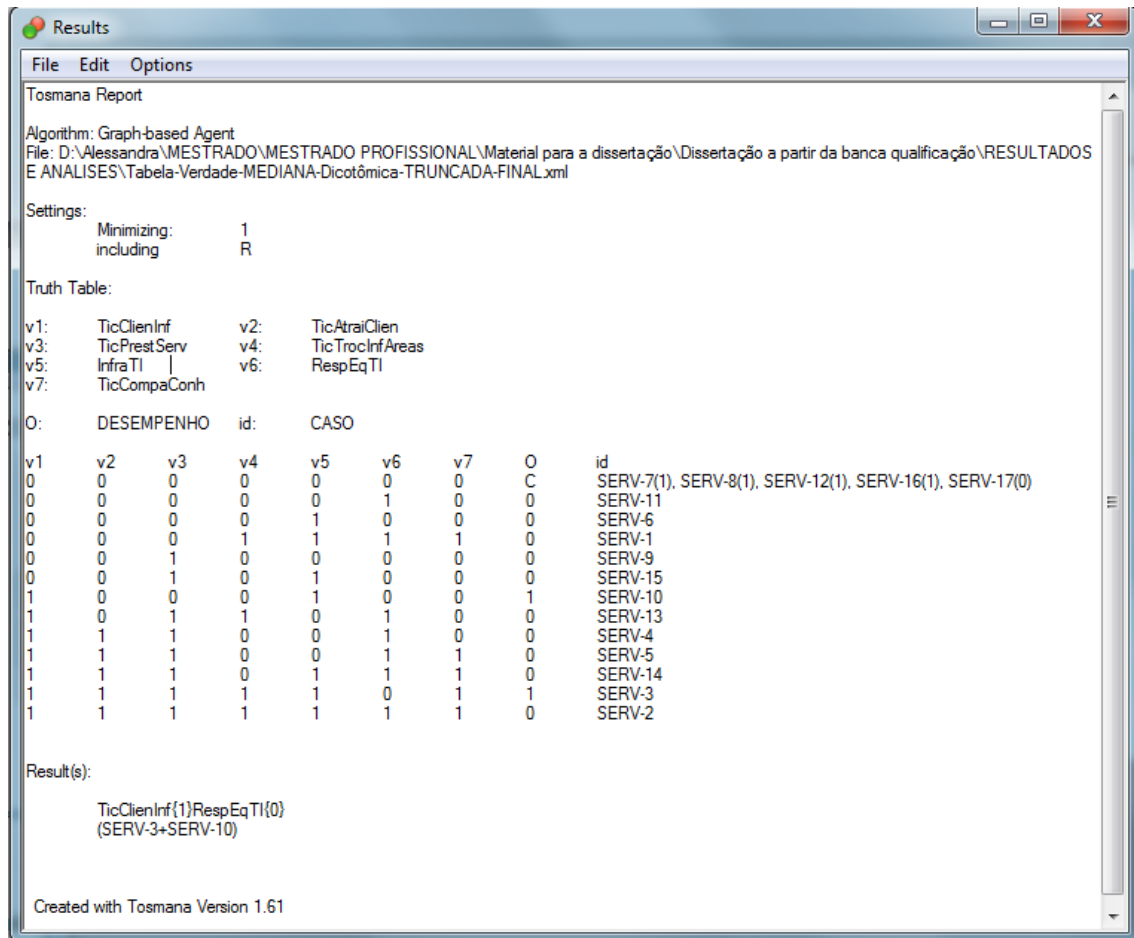 Results
File Edit Options
Tosmana Report
Algorithm: Graph-based Agent
File: D:\Alessandra\MESTRADO\MESTRADO PROFISSIONAL\Material para a dissertação\Dissertação a partir da banca qualificação\RESULTADOS
E ANALISES\Tabela-Verdade-MEDIANA-Dicotômica-TRUNCADA-FINAL.xml
Settings:
Minimizing: 1
including R
Truth Table:
v1: TicClienInf v2: TicAtraiClien
v3: TicPrestServ v4: TicTrocInfAreas
v5: InfraTI v6: RespEqTI
v7: TicCompaConh
O: DESEMPENHO id: CASO
v1 v2 v3 v4 v5 v6 v7 O id
0 0 0 0 0 0 0 C SERV-7(1), SERV-8(1), SERV-12(1), SERV-16(1), SERV-17(0)
0 0 0 0 0 1 0 0 SERV-11
0 0 0 0 1 0 0 0 SERV-6
0 0 0 1 1 1 1 0 SERV-1
0 0 1 0 0 0 0 0 SERV-9
0 0 1 0 1 0 0 0 SERV-15
1 0 0 0 1 0 0 1 SERV-10
1 0 1 1 0 1 0 0 SERV-13
1 1 1 0 0 1 0 0 SERV-4
1 1 1 0 0 1 1 0 SERV-5
1 1 1 0 1 1 1 0 SERV-14
1 1 1 1 1 0 1 1 SERV-3
1 1 1 1 1 1 1 0 SERV-2
Result(s):
TicClienInf{1}RespEqTI{0}
(SERV-3+SERV-10)
Created with Tosmana Version 1.61